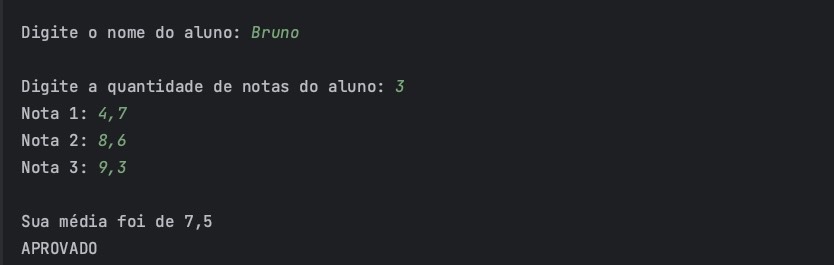 Digite o nome do aluno: Bruno
Digite a quantidade de notas do aluno: 3
Nota 1: 4,7
Nota 2: 8,6
Nota 3: 9,3
Sua média foi de 7,5
APROVADO